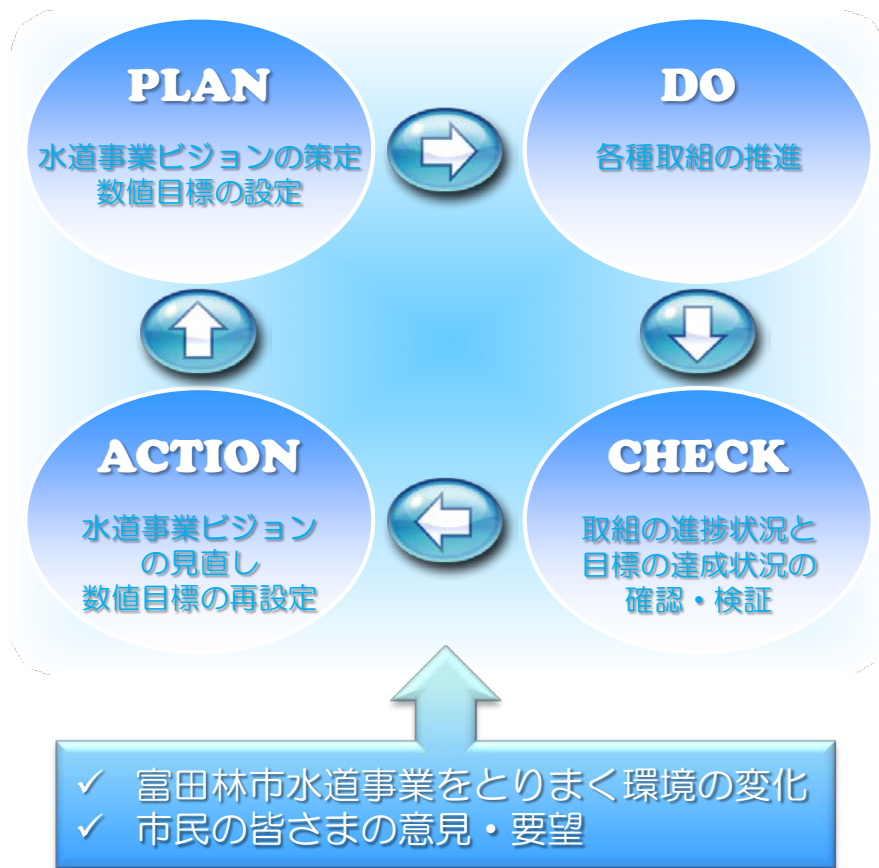 PLAN
水道事業ビジョンの策定
数値目標の設定
DO
各種取組の推進
ACTION
水道事業ビジョン
の見直し
数値目標の再設定
CHECK
取組の進捗状況と
目標の達成状況の
確認・検証
✓ 富田林市水道事業をとりまく環境の変化
✓ 市民の皆さまの意見・要望